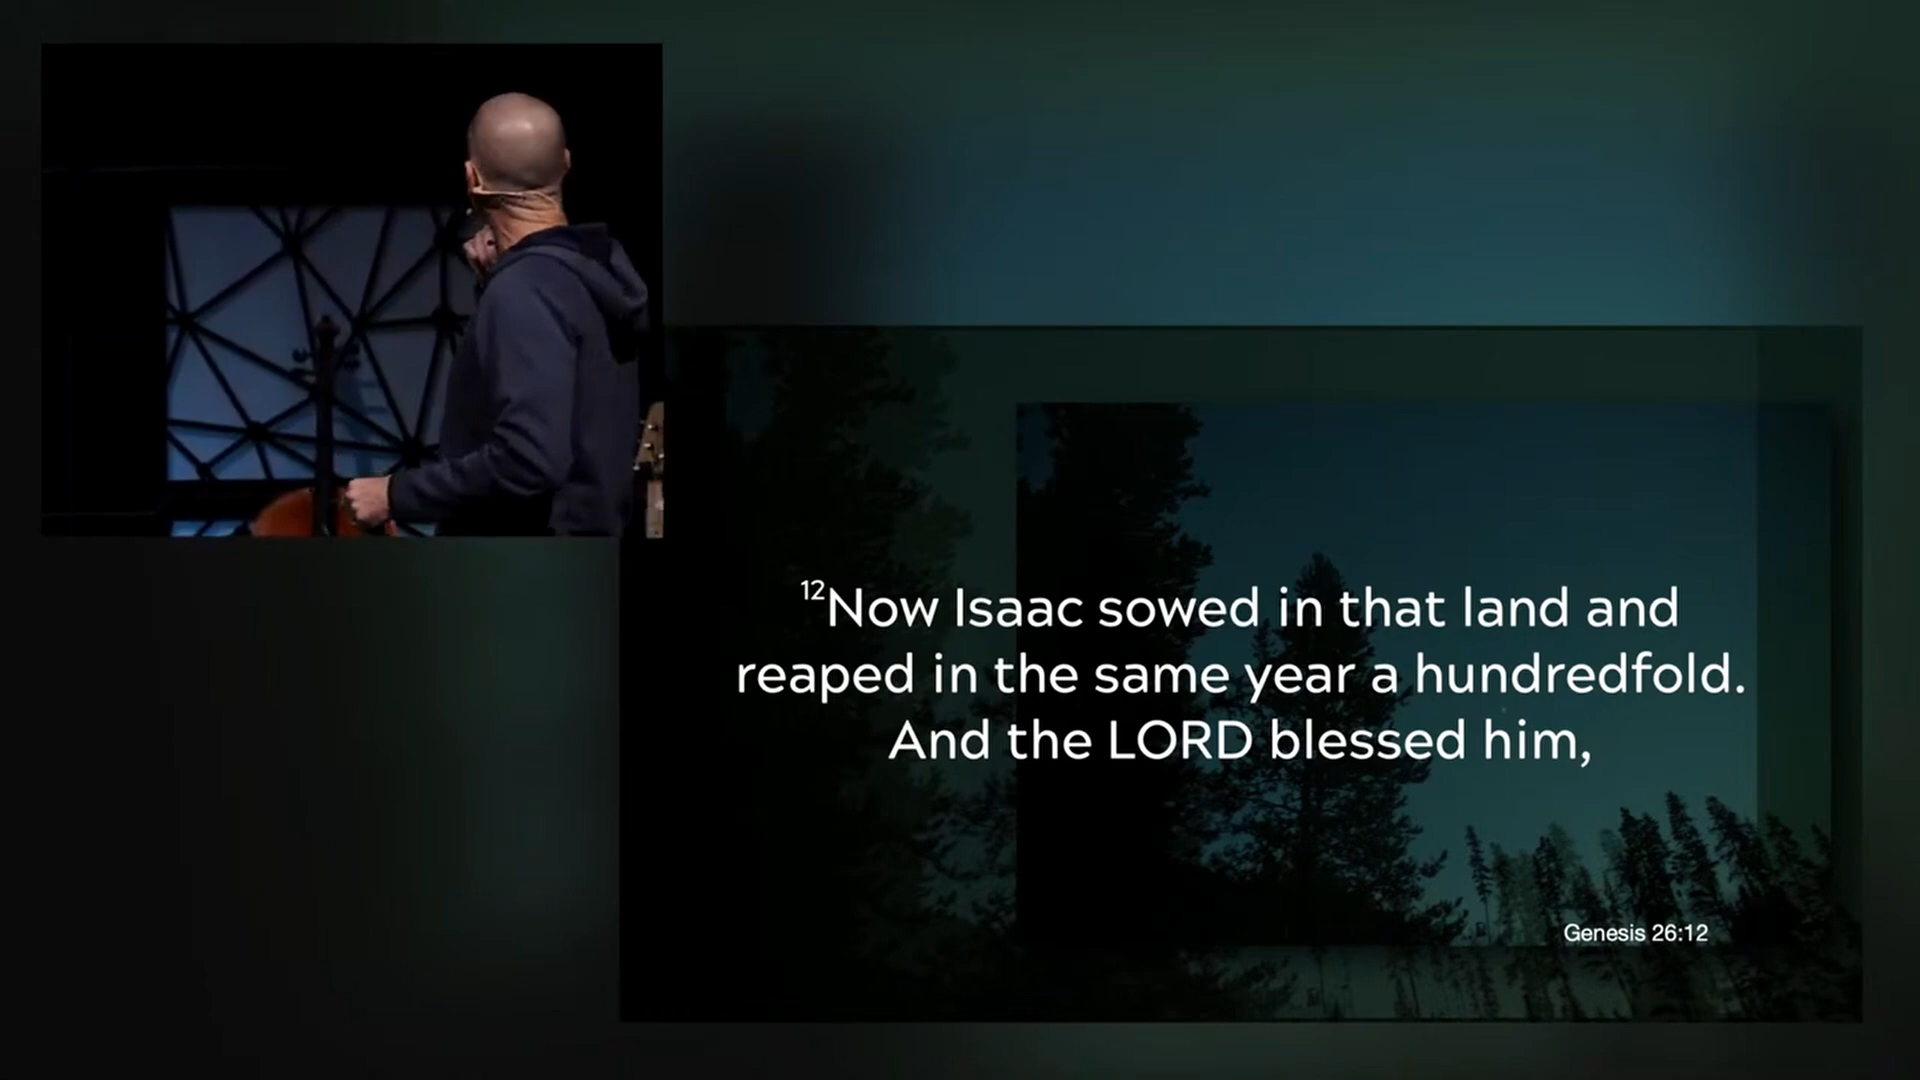 12Now Isaac sowed in that land and
reaped in the same year a hundredfold.
And the LORD blessed him,
Genesis 26:12